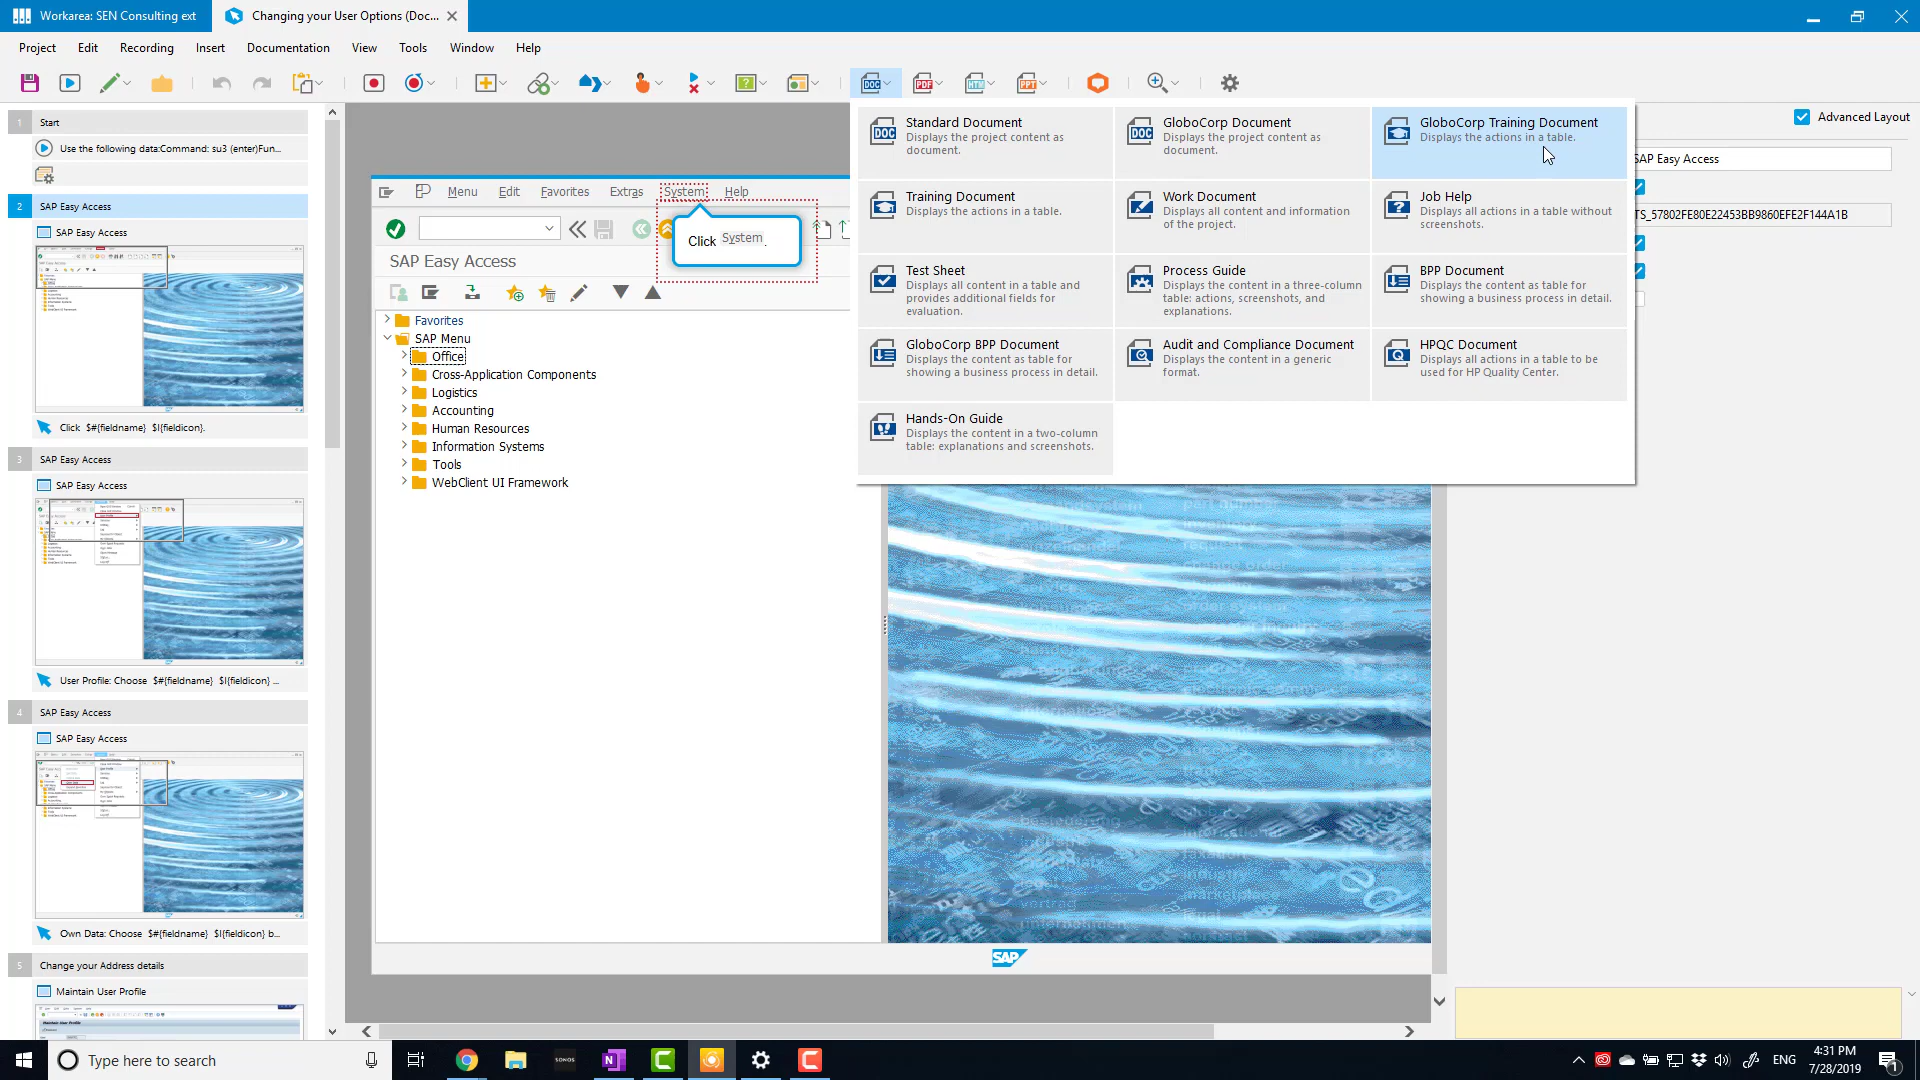 Workarea: SEN Consulting ext
Changing your User Options (Doc...
Project Edit Recording Insert Documentation View Tools Window Help
DOC PDF HTM PPT
1 Start
Use the following data:Command: su3 (enter)Fun...
2 SAP Easy Access
SAP Easy Access
Click $#{fieldname} $I{fieldicon}.
3 SAP Easy Access
SAP Easy Access
User Profile: Choose $#{fieldname} $I{fieldicon} ...
4 SAP Easy Access
SAP Easy Access
Own Data: Choose $#{fieldname} $I{fieldicon} b...
5 Change your Address details
Maintain User Profile
Menu Edit Favorites Extras System Help
Click System .
SAP Easy Access
Favorites
SAP Menu
Office
Cross-Application Components
Logistics
Accounting
Human Resources
Information Systems
Tools
WebClient UI Framework
SAP
DOC Standard Document
Displays the project content as
document.
DOC GloboCorp Document
Displays the project content as
document.
GloboCorp Training Document
Displays the actions in a table.
Training Document
Displays the actions in a table.
Work Document
Displays all content and information
of the project.
Job Help
Displays all actions in a table without
screenshots.
Test Sheet
Displays all content in a table and
provides additional fields for
evaluation.
Process Guide
Displays the content in a three-column
table: actions, screenshots, and
explanations.
BPP Document
Displays the content as table for
showing a business process in detail.
GloboCorp BPP Document
Displays the content as table for
showing a business process in detail.
Audit and Compliance Document
Displays the content in a generic
format.
HPQC Document
Displays all actions in a table to be
used for HP Quality Center.
Hands-On Guide
Displays the content in a two-column
table: explanations and screenshots.
Advanced Layout
SAP Easy Access
TS_57802FE80E22453BB9860EFE2F144A1B
Type here to search
SONOS
ENG
4:31 PM
7/28/2019
1